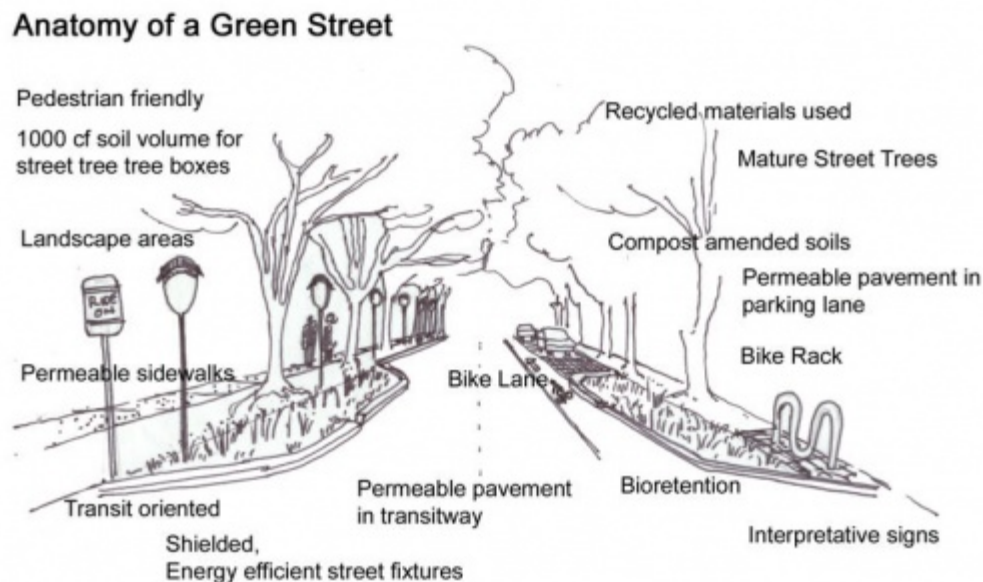 Anatomy of a Green Street
Pedestrian friendly
1000 cf soil volume for
street tree tree boxes
Landscape areas
RIDE
ON
Permeable sidewalks
Transit oriented
Shielded,
Energy efficient street fixtures
Permeable pavement
in transitway
Bike Lane
Recycled materials used
Mature Street Trees
Compost amended soils
Permeable pavement in
parking lane
Bike Rack
Bioretention
Interpretative signs